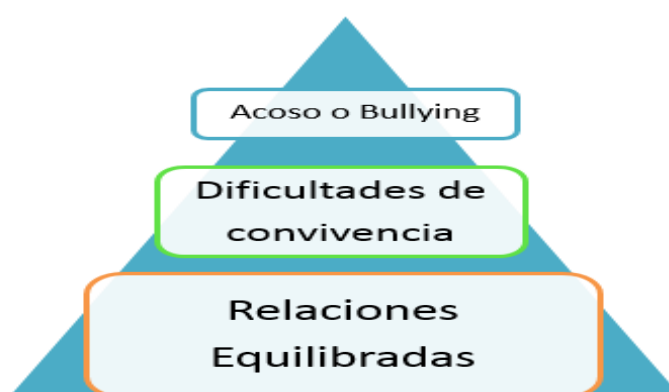 Acoso o Bullying
Dificultades de
convivencia
Relaciones
Equilibradas